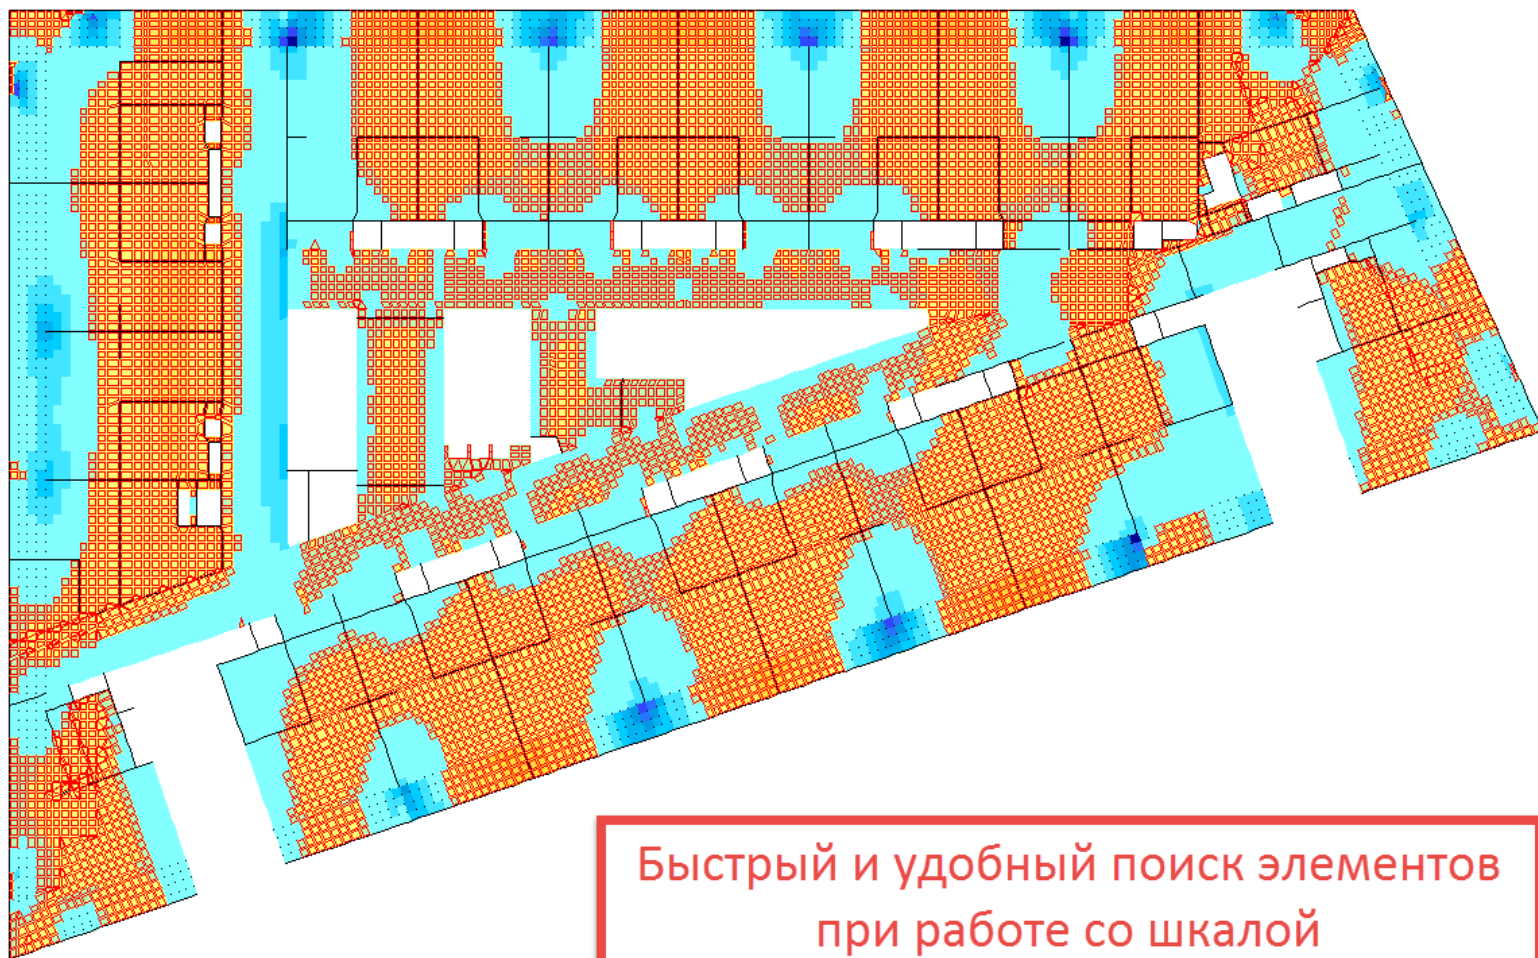 Быстрый и удобный поиск элементов
при работе со шкалой